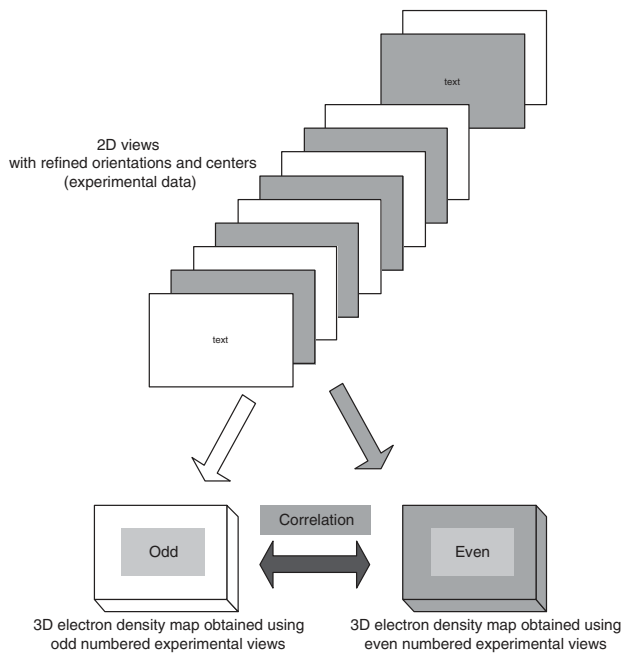 text
2D views
with refined orientations and centers
(experimental data)
text
Correlation
Odd
Even
3D electron density map obtained using
odd numbered experimental views
3D electron density map obtained using
even numbered experimental views